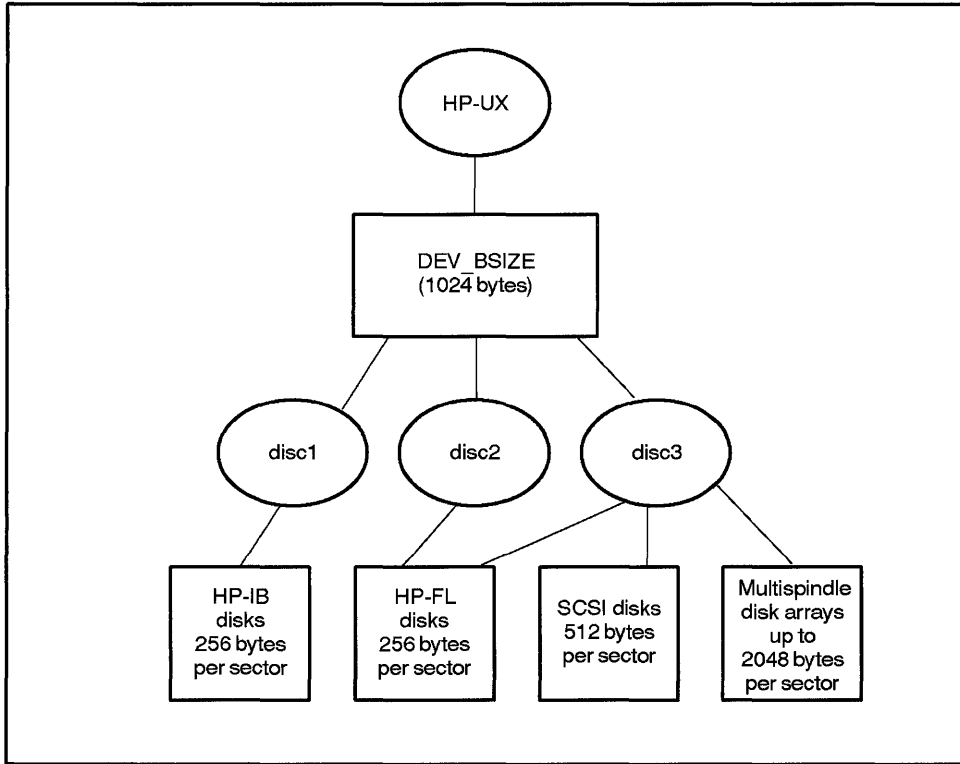 HP-UX
DEV_BSIZE
(1024 bytes)
disc1
disc2
disc3
HP-IB
disks
256 bytes
per sector
HP-FL
disks
256 bytes
per sector
SCSI disks
512 bytes
per sector
Multispindle
disk arrays
up to
2048 bytes
per sector